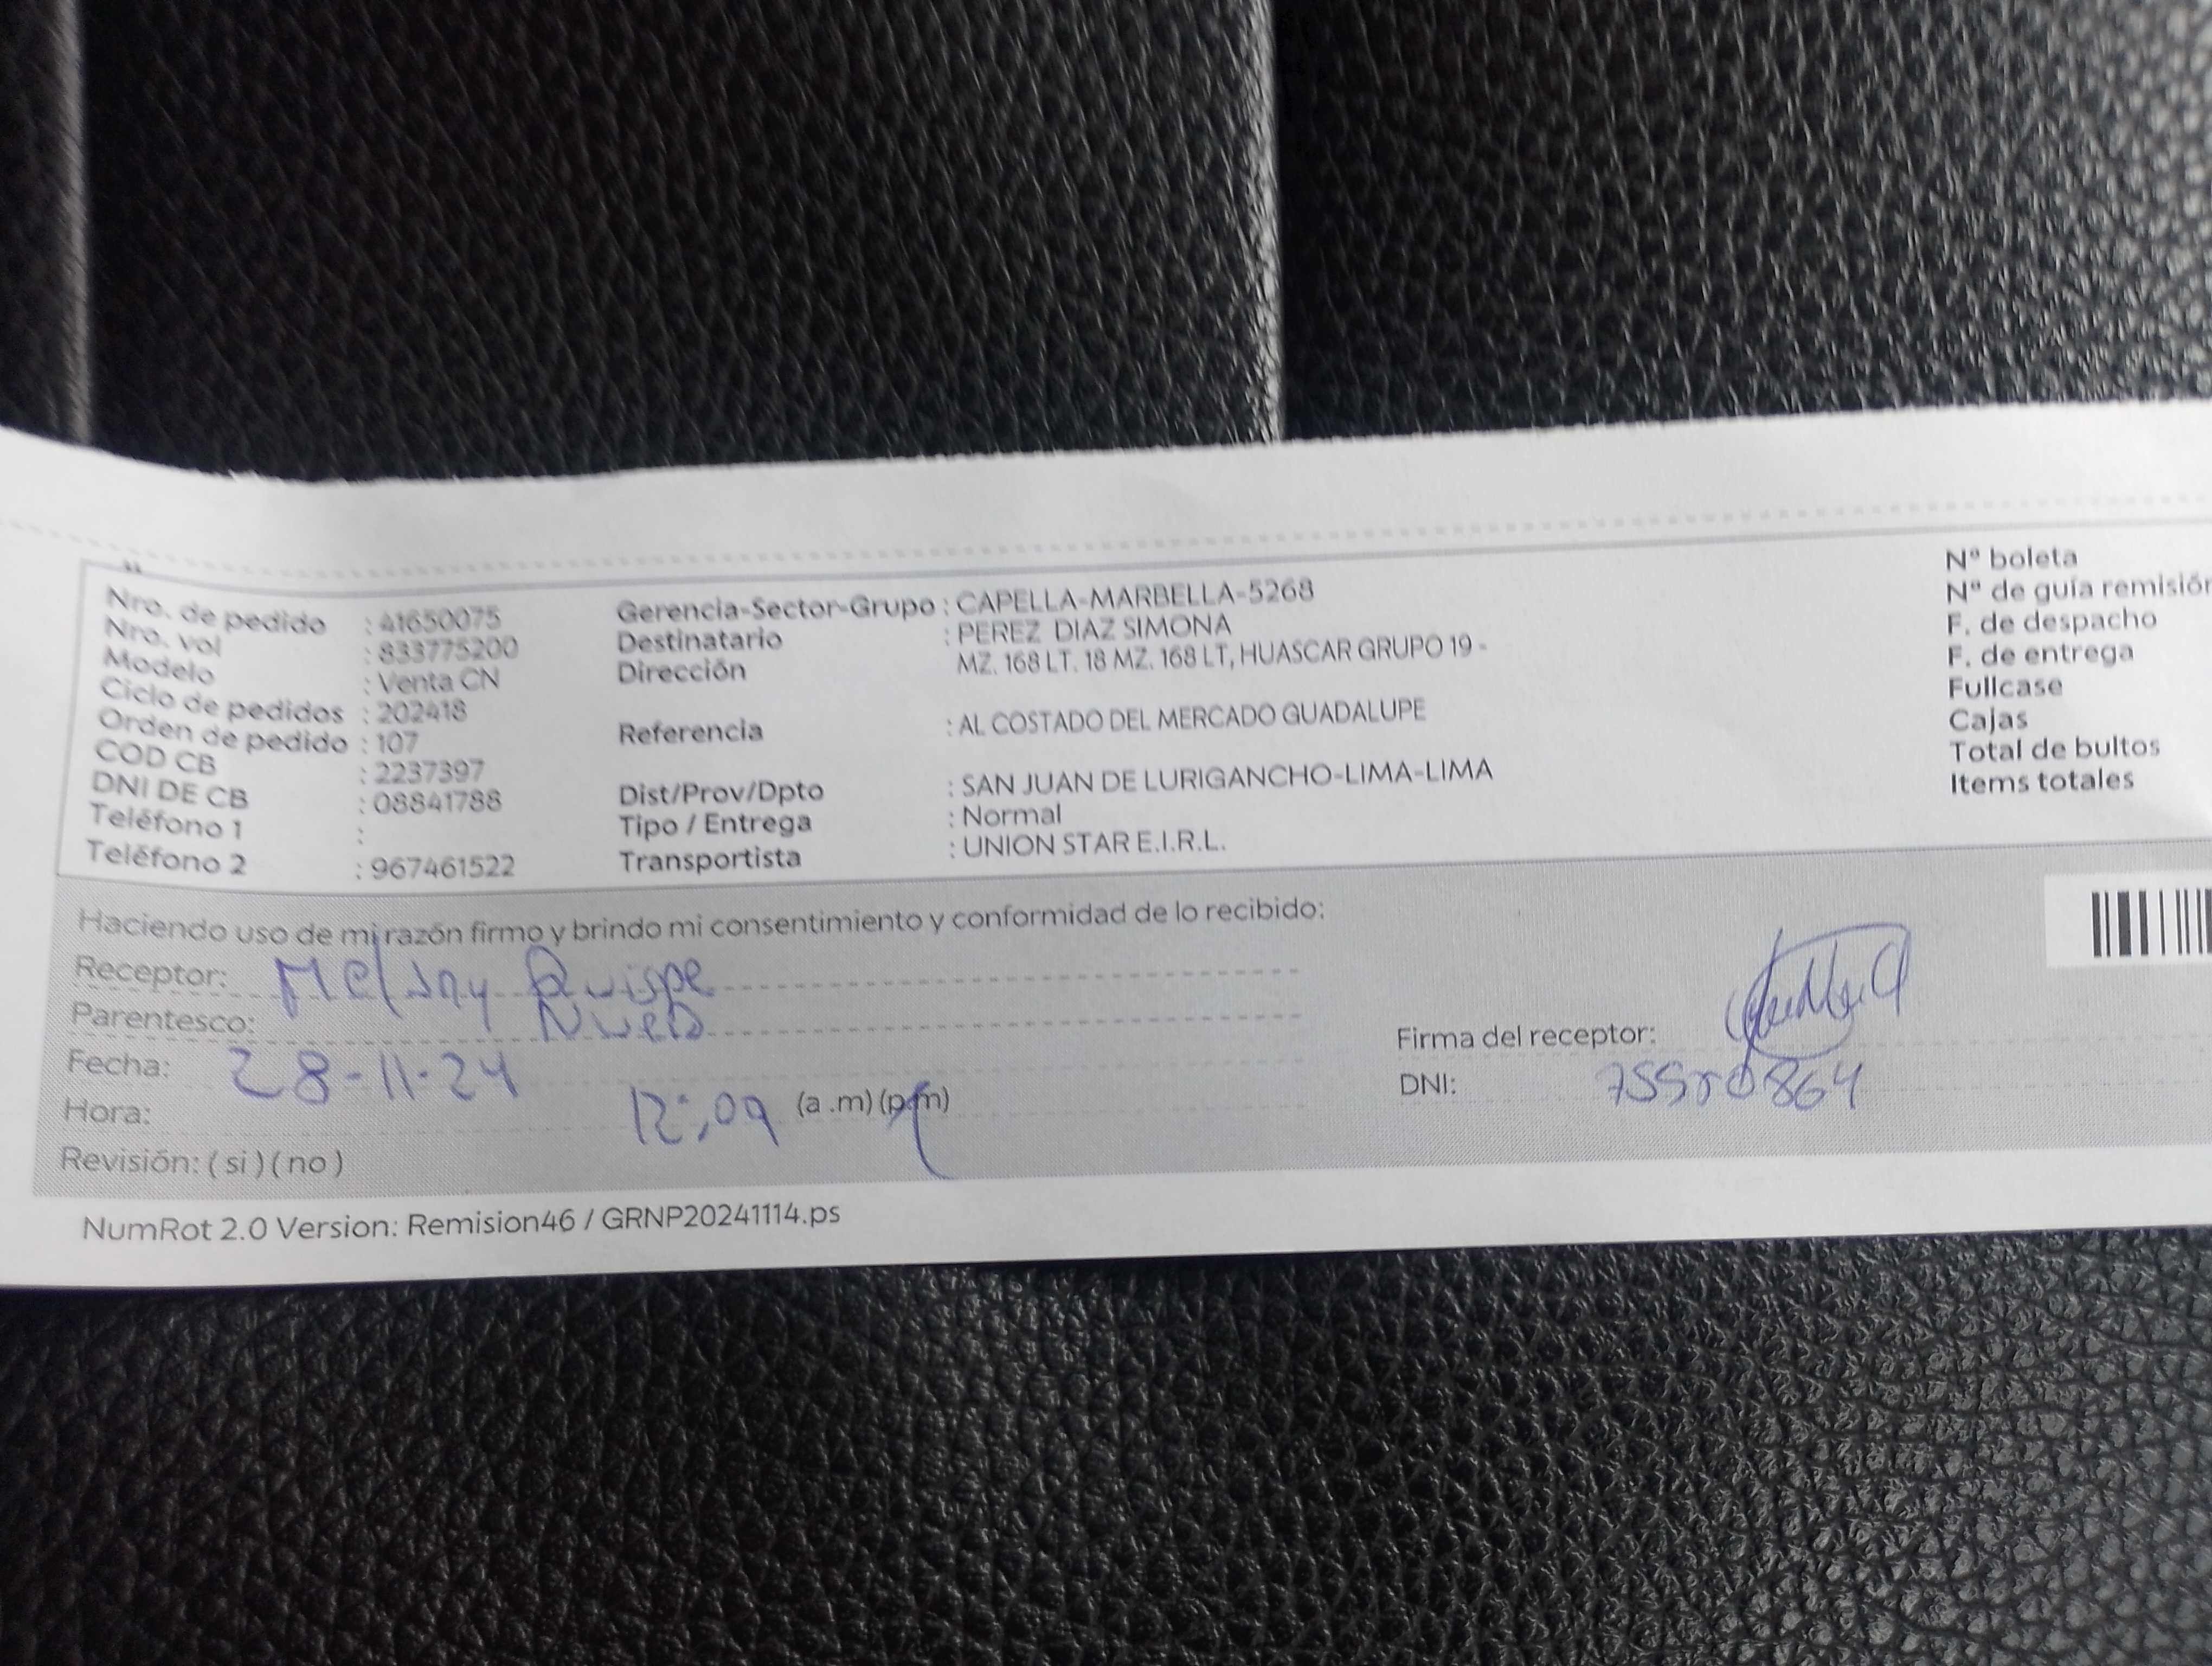 Nro. de pedido : 41650075
Nro. vol : 833775200
Modelo : Venta CN
Ciclo de pedidos : 202418
Orden de pedido : 107
COD CB : 2237397
DNI DE CB : 08841788
Teléfono 1 :
Teléfono 2 : 967461522
Gerencia-Sector-Grupo : CAPELLA-MARBELLA-5268
Destinatario : PEREZ DIAZ SIMONA
Dirección MZ. 168 LT. 18 MZ. 168 LT, HUASCAR GRUPO 19 -
Referencia : AL COSTADO DEL MERCADO GUADALUPE
Dist/Prov/Dpto : SAN JUAN DE LURIGANCHO-LIMA-LIMA
Tipo / Entrega : Normal
Transportista : UNION STAR E.I.R.L.
Nº boleta
Nº de guía remisión
F. de despacho
F. de entrega
Fullcase
Cajas
Total de bultos
Items totales
Haciendo uso de mi razón firmo y brindo mi consentimiento y conformidad de lo recibido:
Receptor: Quispe
Parentesco:
Fecha: 28-11-24
Hora: 12:09 (a .m) (p.m)
Revisión: ( si ) ( no )
Firma del receptor:
DNI:
NumRot 2.0 Version: Remision46 / GRNP20241114.ps